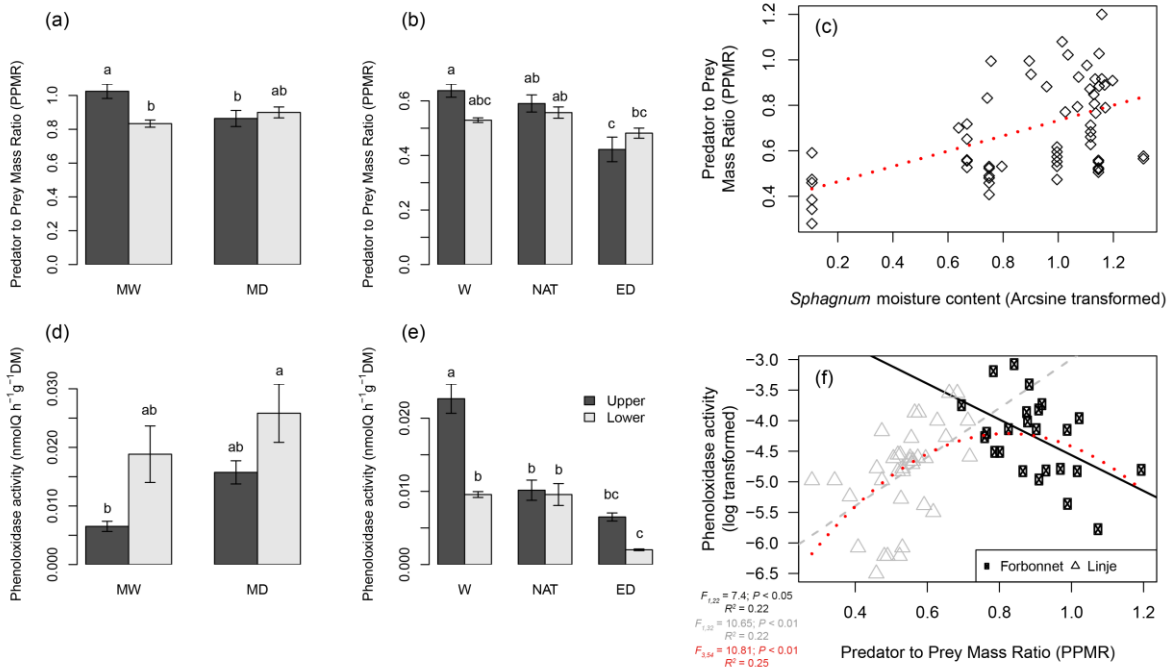 (a)
Predator to Prey Mass Ratio (PPMR)
0.0
0.2
0.4
0.6
0.8
1.0
a
b
b
ab
MW
MD
(b)
Predator to Prey Mass Ratio (PPMR)
0.0
0.2
0.4
0.6
a
abc
ab
ab
c
bc
W
NAT
ED
(c)
Predator to Prey
Mass Ratio (PPMR)
0.4
0.6
0.8
1.0
1.2
0.2
0.4
0.6
0.8
1.0
1.2
Sphagnum moisture content (Arcsine transformed)
(d)
Phenoloxidase activity (nmolQ h⁻¹g⁻¹DM)
0.000
0.010
0.020
0.030
b
ab
ab
a
MW
MD
(e)
Phenoloxidase activity (nmolQ h⁻¹g⁻¹DM)
0.000
0.010
0.020
a
b
b
b
bc
c
Upper
Lower
W
NAT
ED
(f)
Phenoloxidase activity
(log transformed)
−3.0
−3.5
−4.0
−4.5
−5.0
−5.5
−6.0
−6.5
Forbonnet
Linje
0.4
0.6
0.8
1.0
1.2
Predator to Prey Mass Ratio (PPMR)
F1,22 = 7.4; P < 0.05
R² = 0.22
F1,32 = 10.65; P < 0.01
R² = 0.22
F3,54 = 10.81; P < 0.01
R² = 0.25